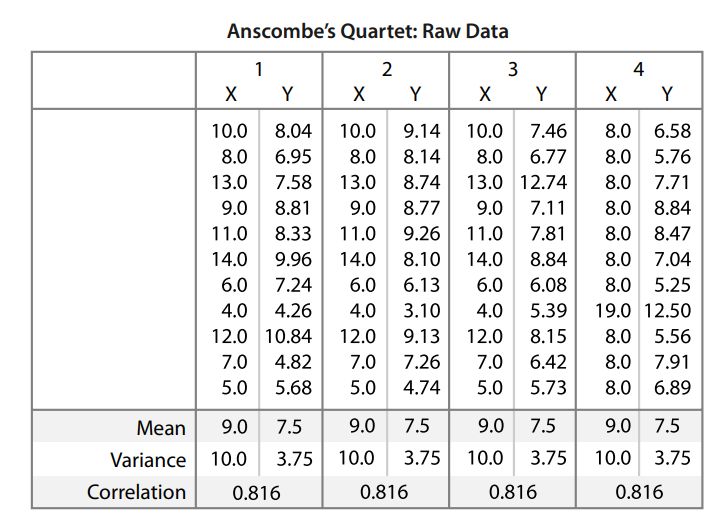 Anscombe's Quartet: Raw Data
1 2 3 4
X Y X Y X Y X Y
10.0 8.04 10.0 9.14 10.0 7.46 8.0 6.58
8.0 6.95 8.0 8.14 8.0 6.77 8.0 5.76
13.0 7.58 13.0 8.74 13.0 12.74 8.0 7.71
9.0 8.81 9.0 8.77 9.0 7.11 8.0 8.84
11.0 8.33 11.0 9.26 11.0 7.81 8.0 8.47
14.0 9.96 14.0 8.10 14.0 8.84 8.0 7.04
6.0 7.24 6.0 6.13 6.0 6.08 8.0 5.25
4.0 4.26 4.0 3.10 4.0 5.39 19.0 12.50
12.0 10.84 12.0 9.13 12.0 8.15 8.0 5.56
7.0 4.82 7.0 7.26 7.0 6.42 8.0 7.91
5.0 5.68 5.0 4.74 5.0 5.73 8.0 6.89
Mean 9.0 7.5 9.0 7.5 9.0 7.5 9.0 7.5
Variance 10.0 3.75 10.0 3.75 10.0 3.75 10.0 3.75
Correlation 0.816 0.816 0.816 0.816